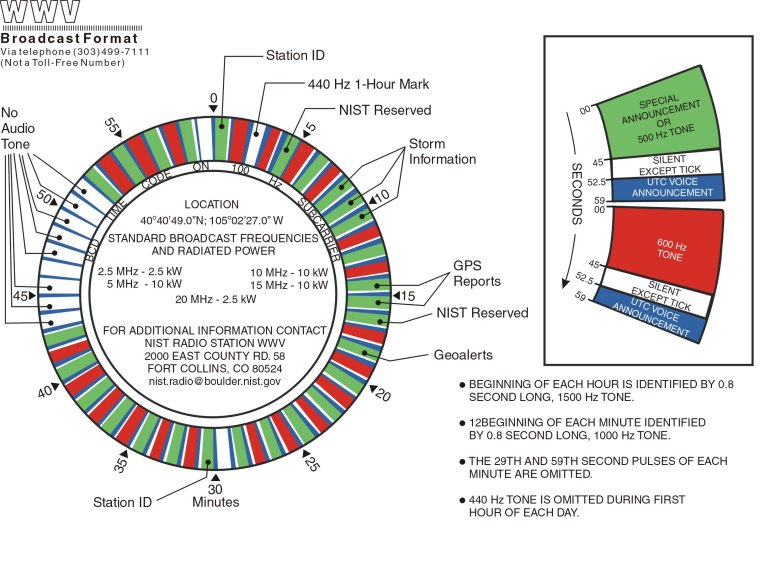 WWV
Broadcast Format
Via telephone (303) 499-7111
(Not a Toll-Free Number)
Station ID
440 Hz 1-Hour Mark
NIST Reserved
Storm
Information
GPS
Reports
NIST Reserved
Geoalerts
No
Audio
Tone
Station ID
Minutes
0
5
10
15
20
25
30
35
40
45
50
55
BCD TIME CODE ON 100 Hz SUBCARRIER
LOCATION
40°40'49.0"N; 105°02'27.0" W
STANDARD BROADCAST FREQUENCIES
AND RADIATED POWER
2.5 MHz - 2.5 kW 10 MHz - 10 kW
5 MHz - 10 kW 15 MHz - 10 kW
20 MHz - 2.5 kW
FOR ADDITIONAL INFORMATION CONTACT
NIST RADIO STATION WWV
2000 EAST COUNTY RD. 58
FORT COLLINS, CO 80524
nist.radio@boulder.nist.gov
SECONDS
00
45
52.5
59
00
45
52.5
59
SPECIAL
ANNOUNCEMENT
OR
500 Hz TONE
SILENT
EXCEPT TICK
UTC VOICE
ANNOUNCEMENT
600 Hz
TONE
SILENT
EXCEPT TICK
UTC VOICE
ANNOUNCEMENT
● BEGINNING OF EACH HOUR IS IDENTIFIED BY 0.8
SECOND LONG, 1500 Hz TONE.
● 12BEGINNING OF EACH MINUTE IDENTIFIED
BY 0.8 SECOND LONG, 1000 Hz TONE.
● THE 29TH AND 59TH SECOND PULSES OF EACH
MINUTE ARE OMITTED.
● 440 Hz TONE IS OMITTED DURING FIRST
HOUR OF EACH DAY.